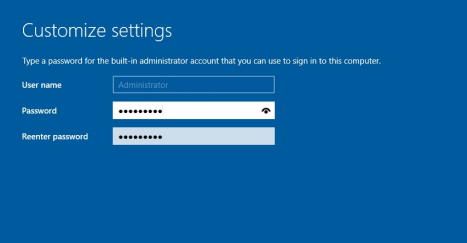 Customize settings
Type a password for the built-in administrator account that you can use to sign in to this computer.
User name Administrator
Password •••••••••
Reenter password •••••••••